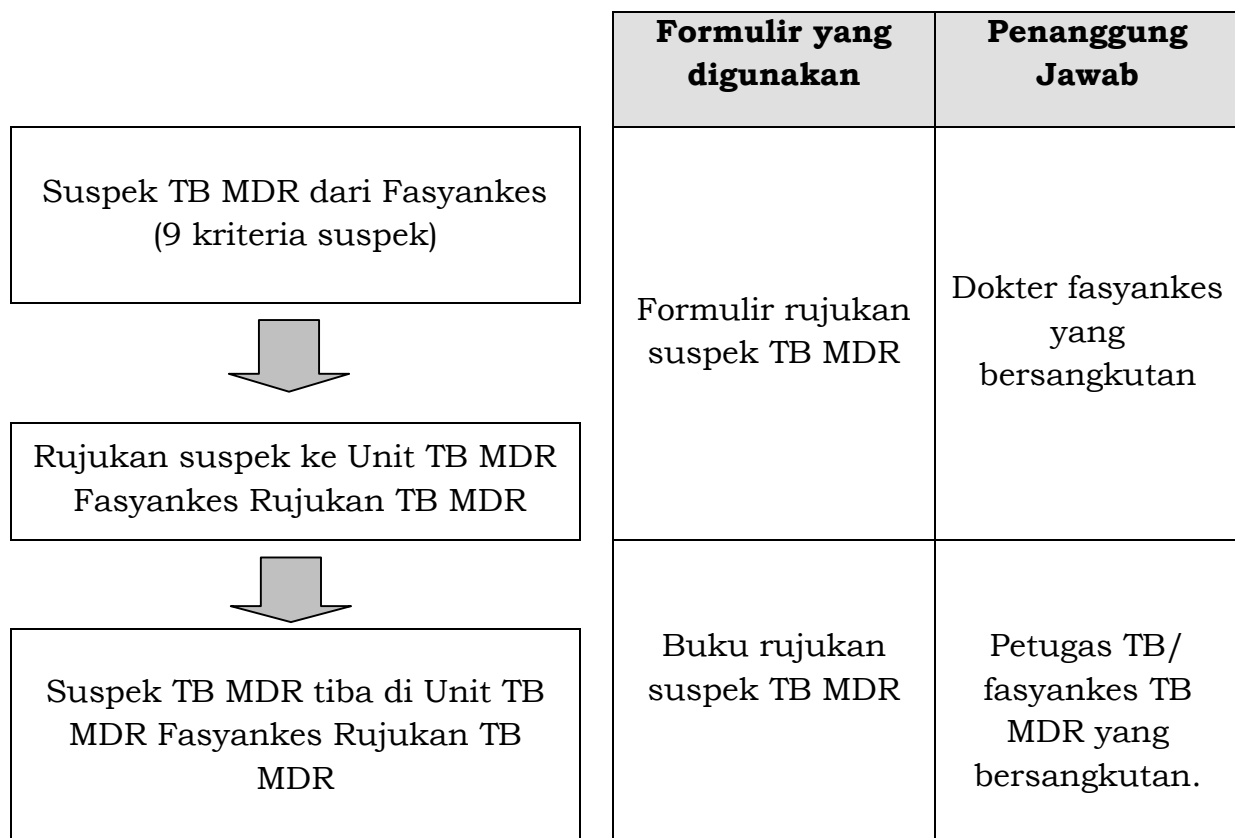 Formulir yang
digunakan
Penanggung
Jawab
Suspek TB MDR dari Fasyankes
(9 kriteria suspek)
Formulir rujukan
suspek TB MDR
Dokter fasyankes
yang
bersangkutan
Rujukan suspek ke Unit TB MDR
Fasyankes Rujukan TB MDR
Suspek TB MDR tiba di Unit TB
MDR Fasyankes Rujukan TB
MDR
Buku rujukan
suspek TB MDR
Petugas TB/
fasyankes TB
MDR yang
bersangkutan.